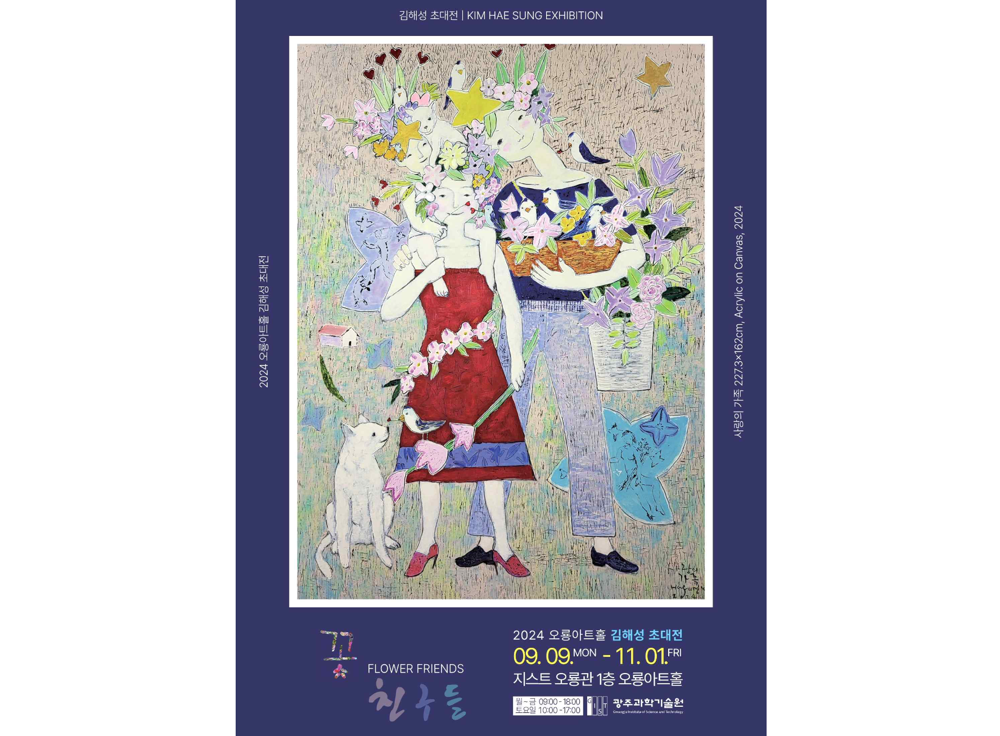 김해성 초대전 | KIM HAE SUNG EXHIBITION
2024 오룡아트홀 김해성 초대전
사랑의 가족 227.3×162cm, Acrylic on Canvas, 2024
사랑의
가족
꽃
FLOWER FRIENDS
친구들
2024 오룡아트홀 김해성 초대전
09. 09. MON - 11. 01. FRI
지스트 오룡관 1층 오룡아트홀
월~금 09:00 - 18:00
토요일 10:00 -17:00
GIST
광주과학기술원
Gwangju Institute of Science and Technology